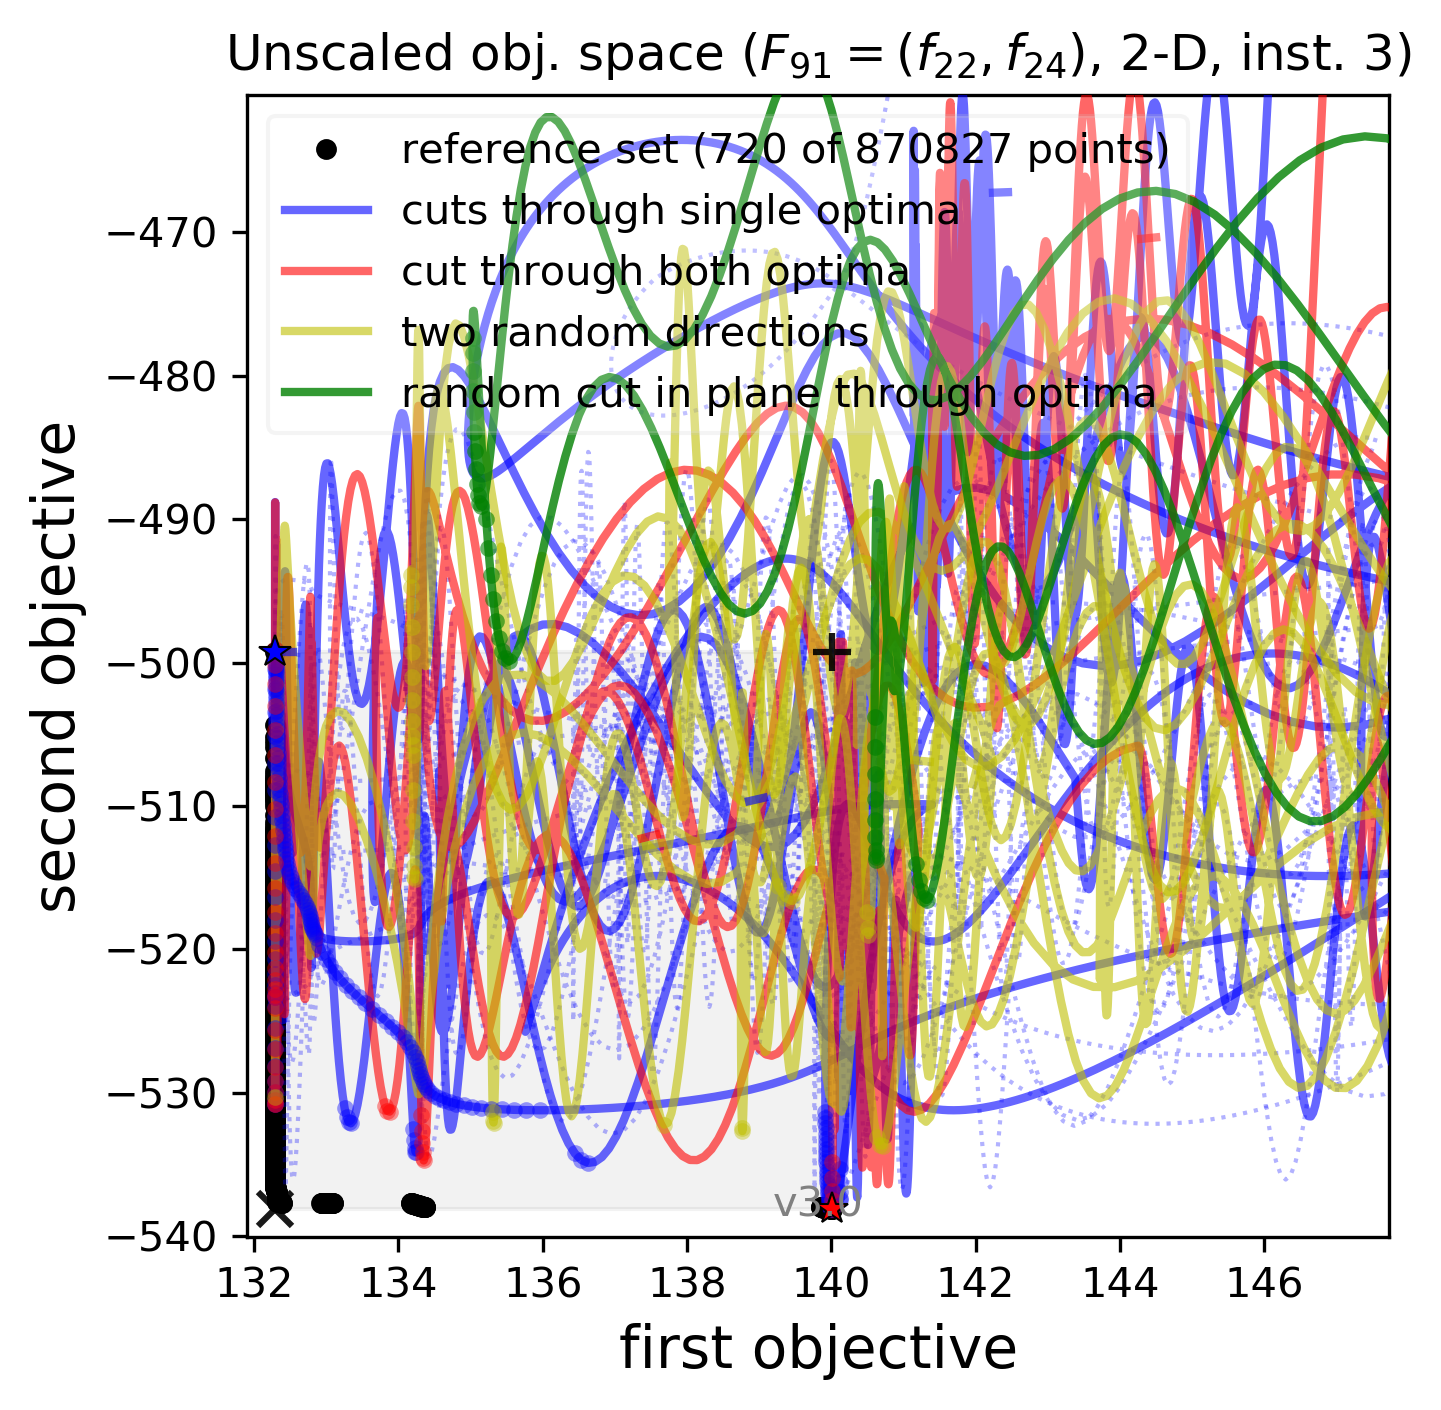 Unscaled obj. space (F₉₁ = (f₂₂, f₂₄), 2-D, inst. 3)
reference set (720 of 870827 points)
cuts through single optima
cut through both optima
two random directions
random cut in plane through optima
second objective
−470
−480
−490
−500
−510
−520
−530
−540
v3.0
132 134 136 138 140 142 144 146
first objective